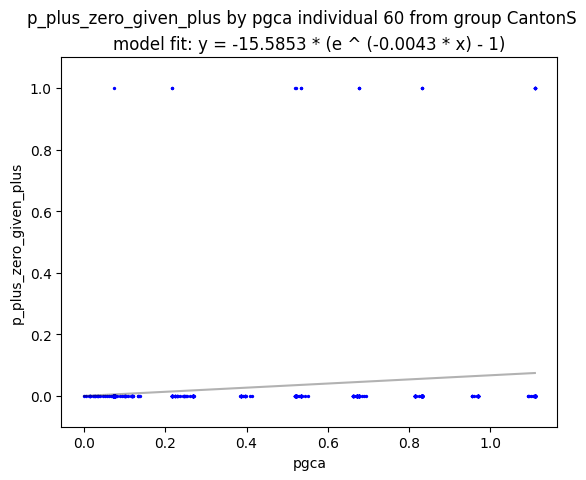 p_plus_zero_given_plus by pgca individual 60 from group CantonS
model fit: y = -15.5853 * (e ^ (-0.0043 * x) - 1)
1.0
0.8
0.6
0.4
0.2
0.0
p_plus_zero_given_plus
0.0 0.2 0.4 0.6 0.8 1.0
pgca